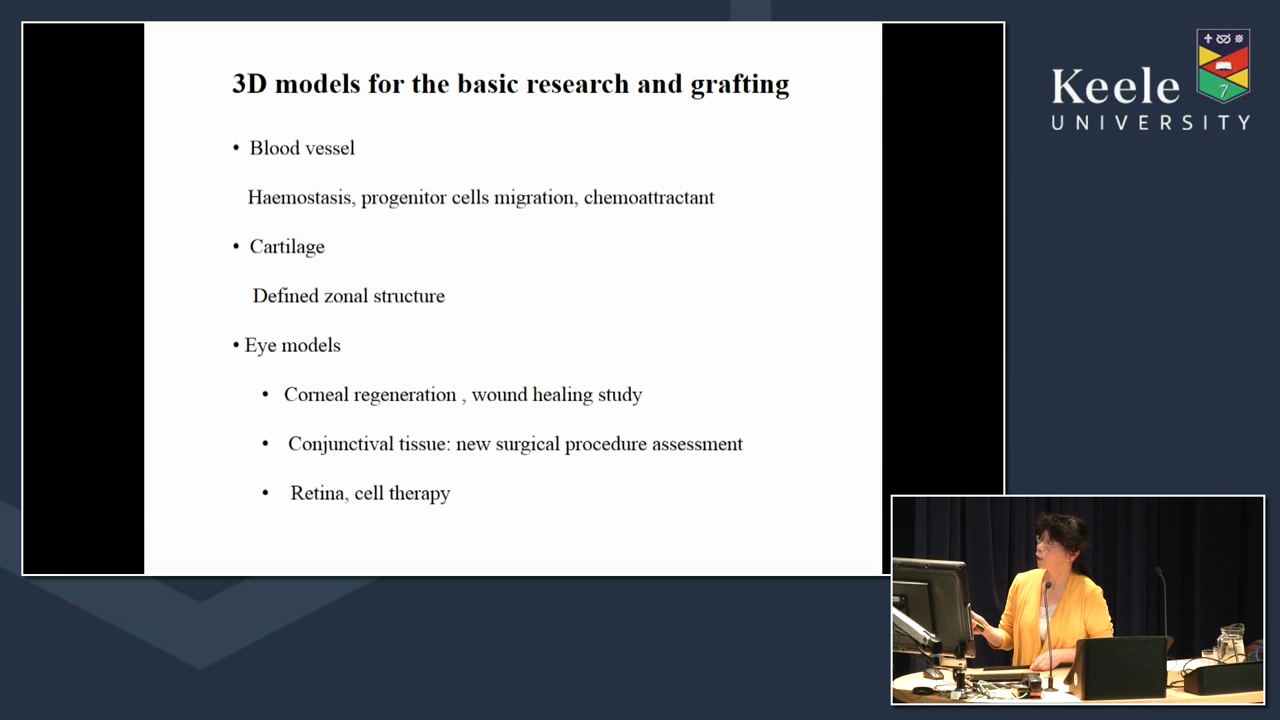 3D models for the basic research and grafting
• Blood vessel
Haemostasis, progenitor cells migration, chemoattractant
• Cartilage
Defined zonal structure
• Eye models
• Corneal regeneration , wound healing study
• Conjunctival tissue: new surgical procedure assessment
• Retina, cell therapy
Keele
UNIVERSITY